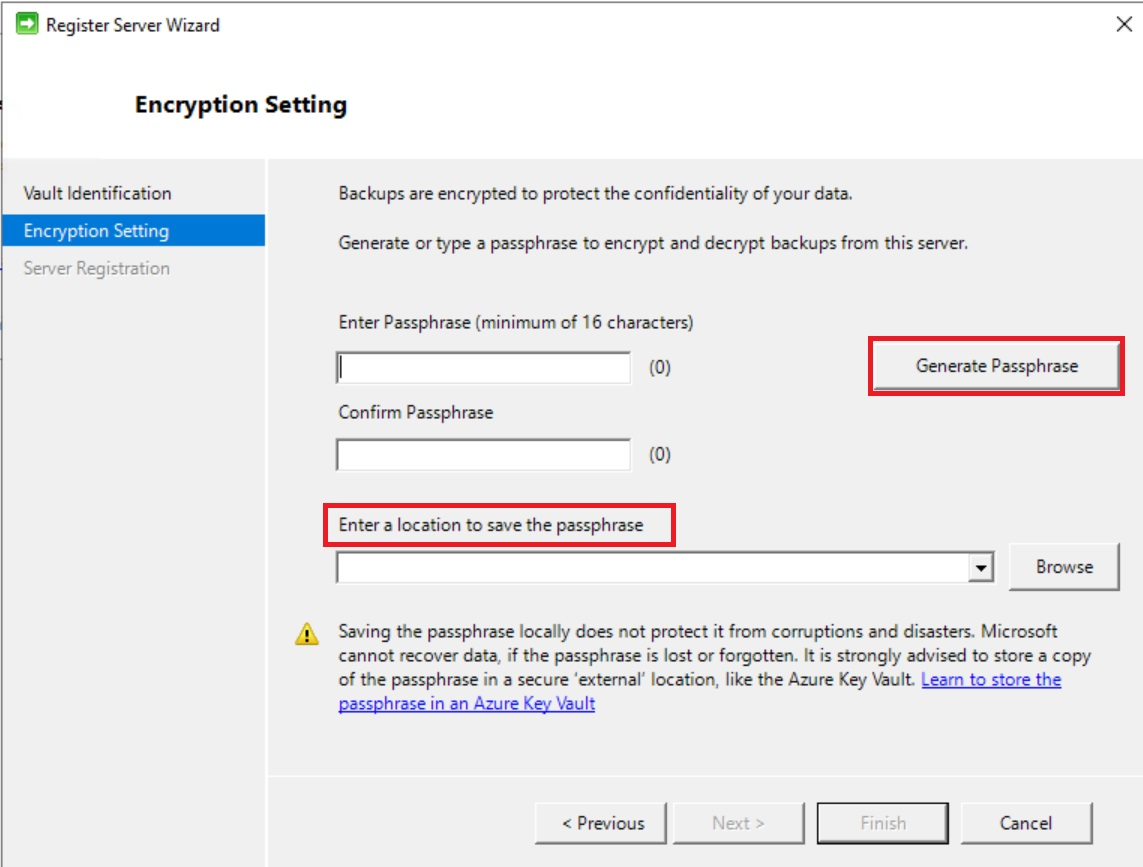 Register Server Wizard
Encryption Setting
Vault Identification
Encryption Setting
Server Registration
Backups are encrypted to protect the confidentiality of your data.
Generate or type a passphrase to encrypt and decrypt backups from this server.
Enter Passphrase (minimum of 16 characters)
(0)
Generate Passphrase
Confirm Passphrase
(0)
Enter a location to save the passphrase
Browse
Saving the passphrase locally does not protect it from corruptions and disasters. Microsoft
cannot recover data, if the passphrase is lost or forgotten. It is strongly advised to store a copy
of the passphrase in a secure ‘external’ location, like the Azure Key Vault. Learn to store the
passphrase in an Azure Key Vault
< Previous
Next >
Finish
Cancel